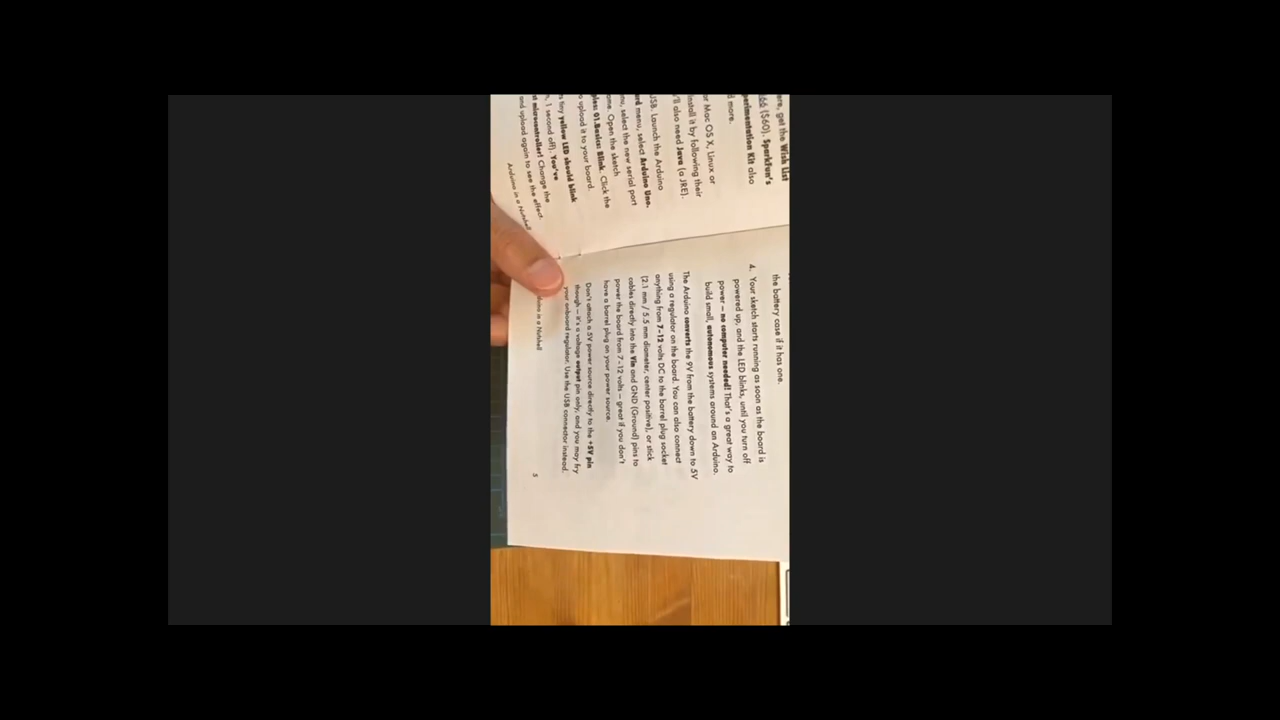 ere, get the Wish List
66 ($60). Sparkfun's
perimentation Kit also
d more.
or Mac OS X, Linux or
install it by following their
'll also need Java (a JRE).
JSB. Launch the Arduino
ard menu, select Arduino Uno.
nu, select the new serial port
ame. Open the sketch
ples: 01.Basics: Blink. Click the
o upload it to your board.
s tiny yellow LED should blink
n, 1 second off). You've
st microcontroller! Change the
and upload again to see the effect.
Arduino in a Nutshell
the battery case if it has one.
4. Your sketch starts running as soon as the board is
powered up, and the LED blinks, until you turn off
power – no computer needed! That's a great way to
build small, autonomous systems around an Arduino.
The Arduino converts the 9V from the battery down to 5V
using a regulator on the board. You can also connect
anything from 7–12 volts DC to the barrel plug socket
(2.1 mm / 5.5 mm diameter, center positive), or stick
cables directly into the Vin and GND (Ground) pins to
power the board from 7–12 volts – great if you don't
have a barrel plug on your power source.
Don't attach a 5V power source directly to the +5V pin
though – it's a voltage output pin only, and you may fry
your onboard regulator. Use the USB connector instead.
duino in a Nutshell
5